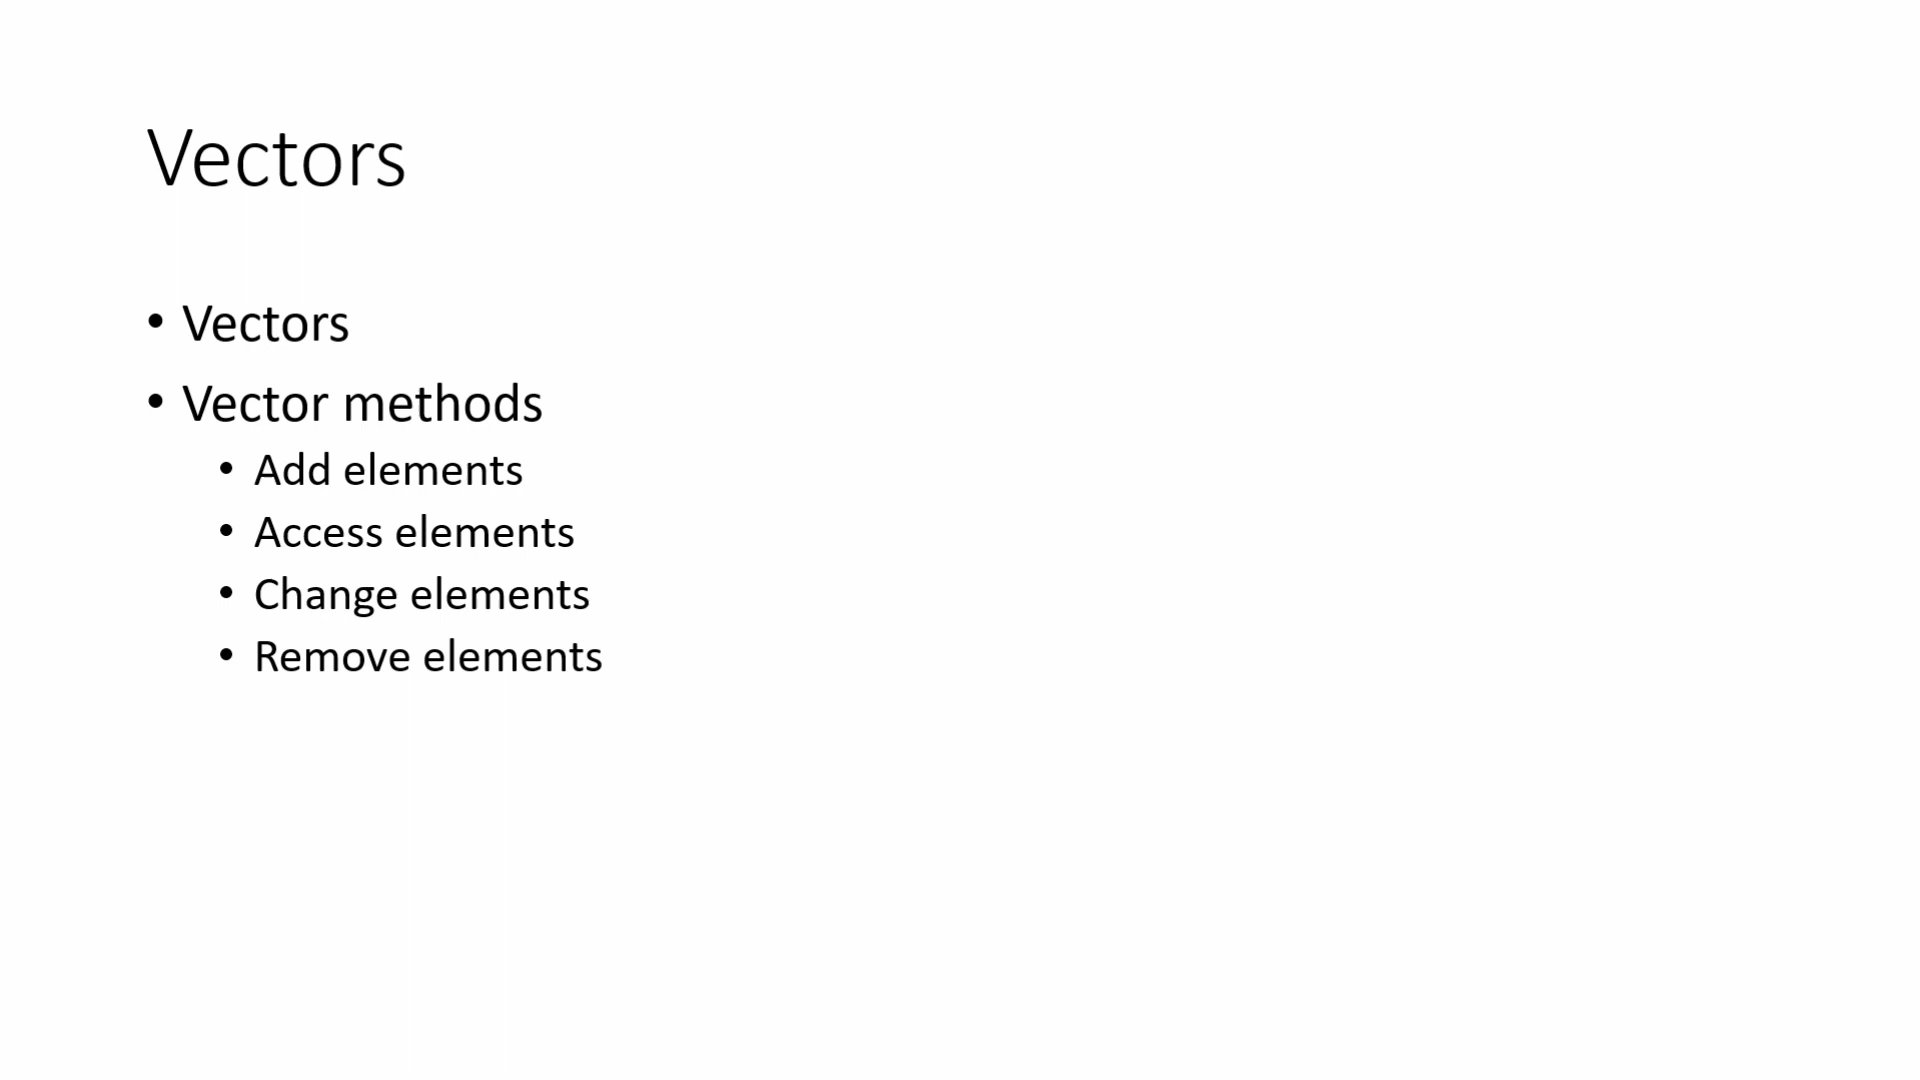 Vectors
• Vectors
• Vector methods
• Add elements
• Access elements
• Change elements
• Remove elements